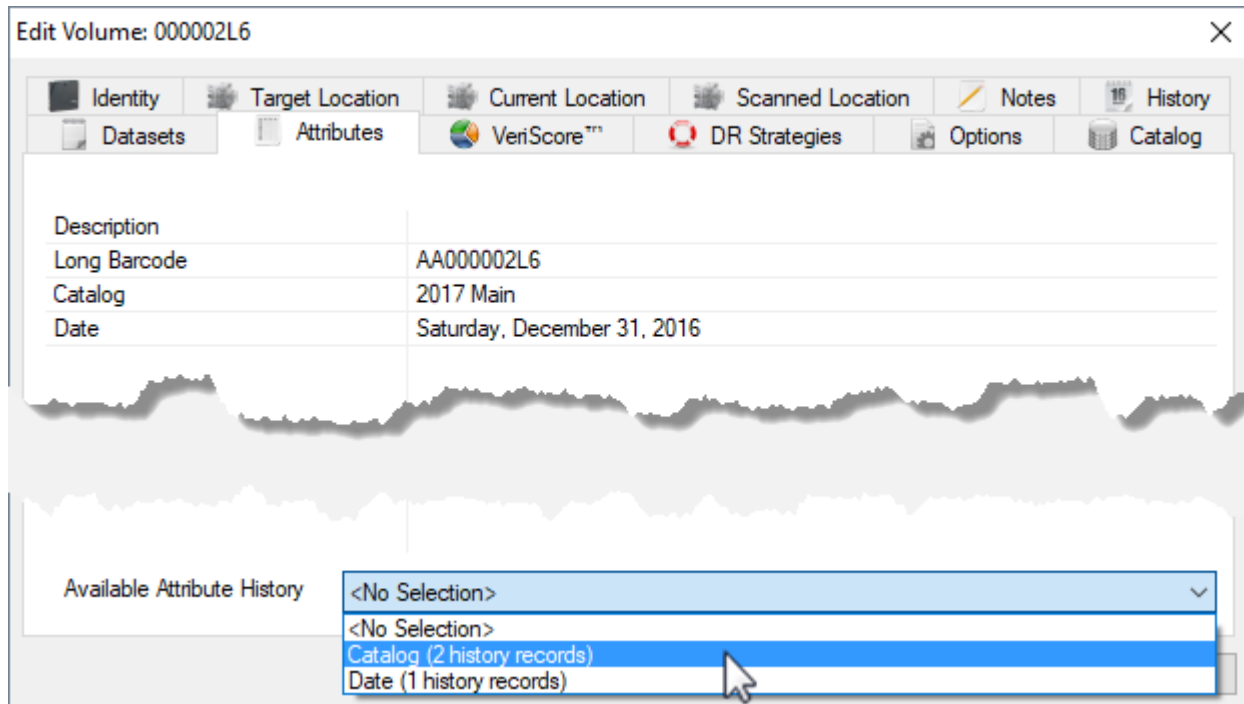 Edit Volume: 000002L6
Identity Target Location Current Location Scanned Location Notes 16 History
Datasets Attributes VeriScore™ DR Strategies Options Catalog
Description
Long Barcode AA000002L6
Catalog 2017 Main
Date Saturday, December 31, 2016
Available Attribute History <No Selection>
<No Selection>
Catalog (2 history records)
Date (1 history records)